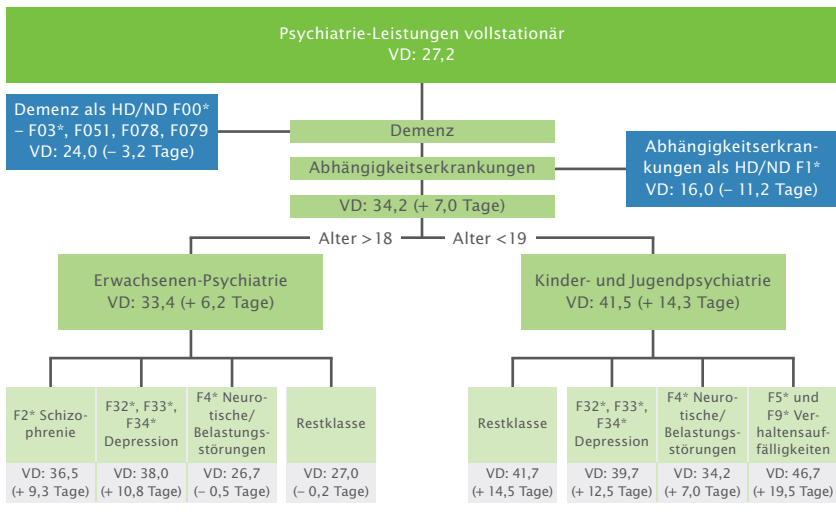 Psychiatrie-Leistungen vollstationär
VD: 27,2
Demenz als HD/ND F00*
– F03*, F051, F078, F079
VD: 24,0 (– 3,2 Tage)
Demenz
Abhängigkeitserkrankungen
Abhängigkeitserkran-
kungen als HD/ND F1*
VD: 16,0 (– 11,2 Tage)
VD: 34,2 (+ 7,0 Tage)
Alter >18
Alter <19
Erwachsenen-Psychiatrie
VD: 33,4 (+ 6,2 Tage)
Kinder- und Jugendpsychiatrie
VD: 41,5 (+ 14,3 Tage)
F2* Schizo-
phrenie
VD: 36,5
(+ 9,3 Tage)
F32*, F33*,
F34*
Depression
VD: 38,0
(+ 10,8 Tage)
F4* Neuro-
tische/
Belastungs-
störungen
VD: 26,7
(– 0,5 Tage)
Restklasse
VD: 27,0
(– 0,2 Tage)
Restklasse
VD: 41,7
(+ 14,5 Tage)
F32*, F33*,
F34*
Depression
VD: 39,7
(+ 12,5 Tage)
F4* Neuro-
tische/
Belastungs-
störungen
VD: 34,2
(+ 7,0 Tage)
F5* und
F9* Ver-
haltensauf-
fälligkeiten
VD: 46,7
(+ 19,5 Tage)